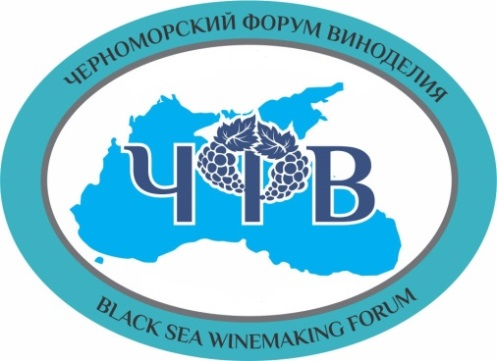 ЧЕРНОМОРСКИЙ ФОРУМ ВИНОДЕЛИЯ
ЧФВ
BLACK SEA WINEMAKING FORUM